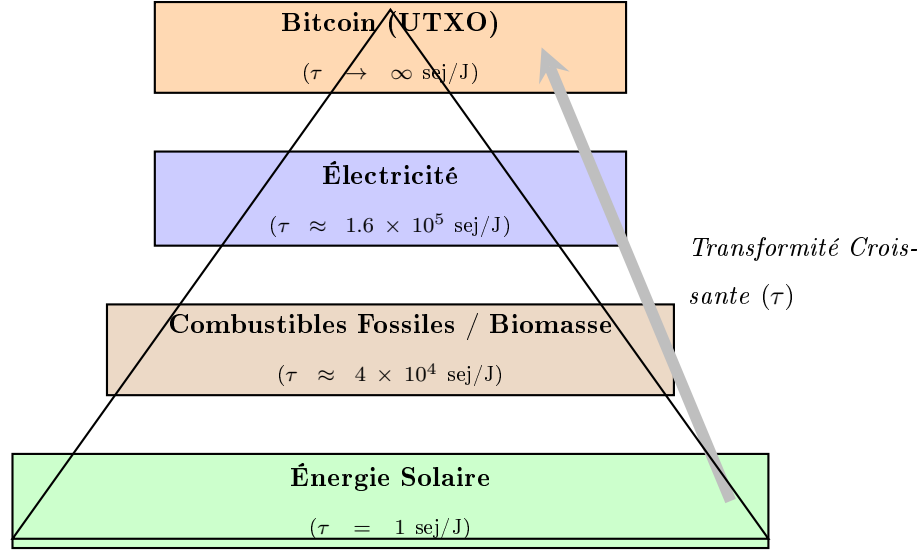 Bitcoin (UTXO)
(τ → ∞ sej/J)
Électricité
(τ ≈ 1.6 × 10⁵ sej/J)
Transformité Crois-
sante (τ)
Combustibles Fossiles / Biomasse
(τ ≈ 4 × 10⁴ sej/J)
Énergie Solaire
(τ = 1 sej/J)